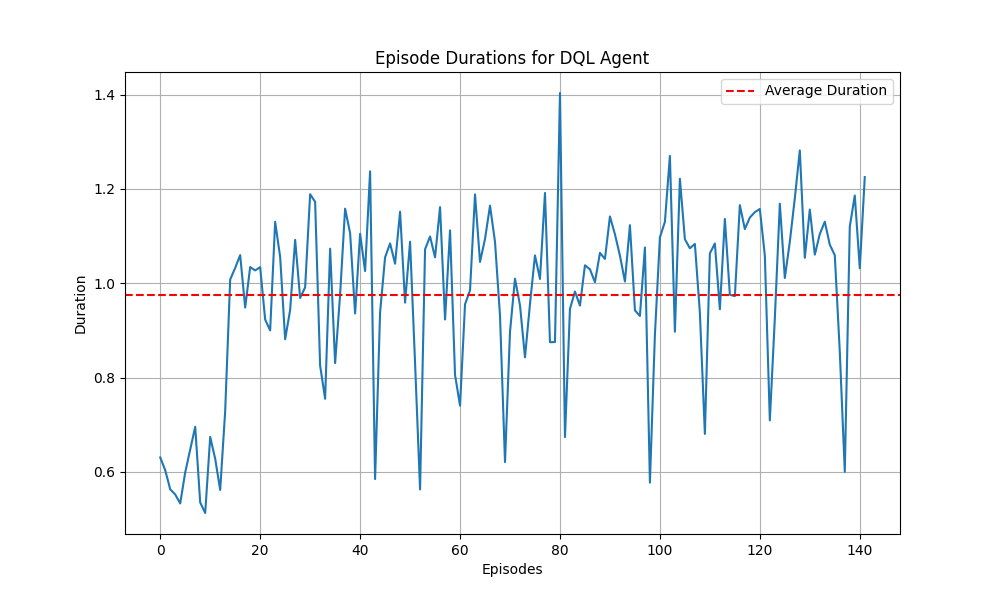 Episode Durations for DQL Agent
Average Duration
1.4
1.2
1.0
0.8
0.6
Duration
0 20 40 60 80 100 120 140
Episodes